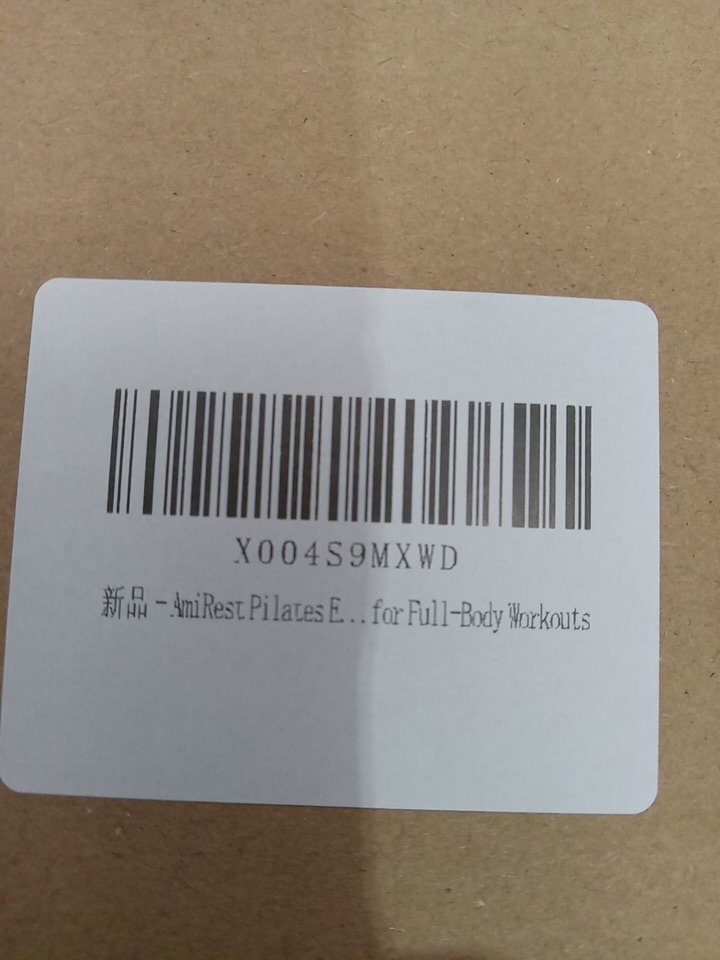 X004S9MXWD
新品 - AmiRest Pilates E... for Full-Body Workouts